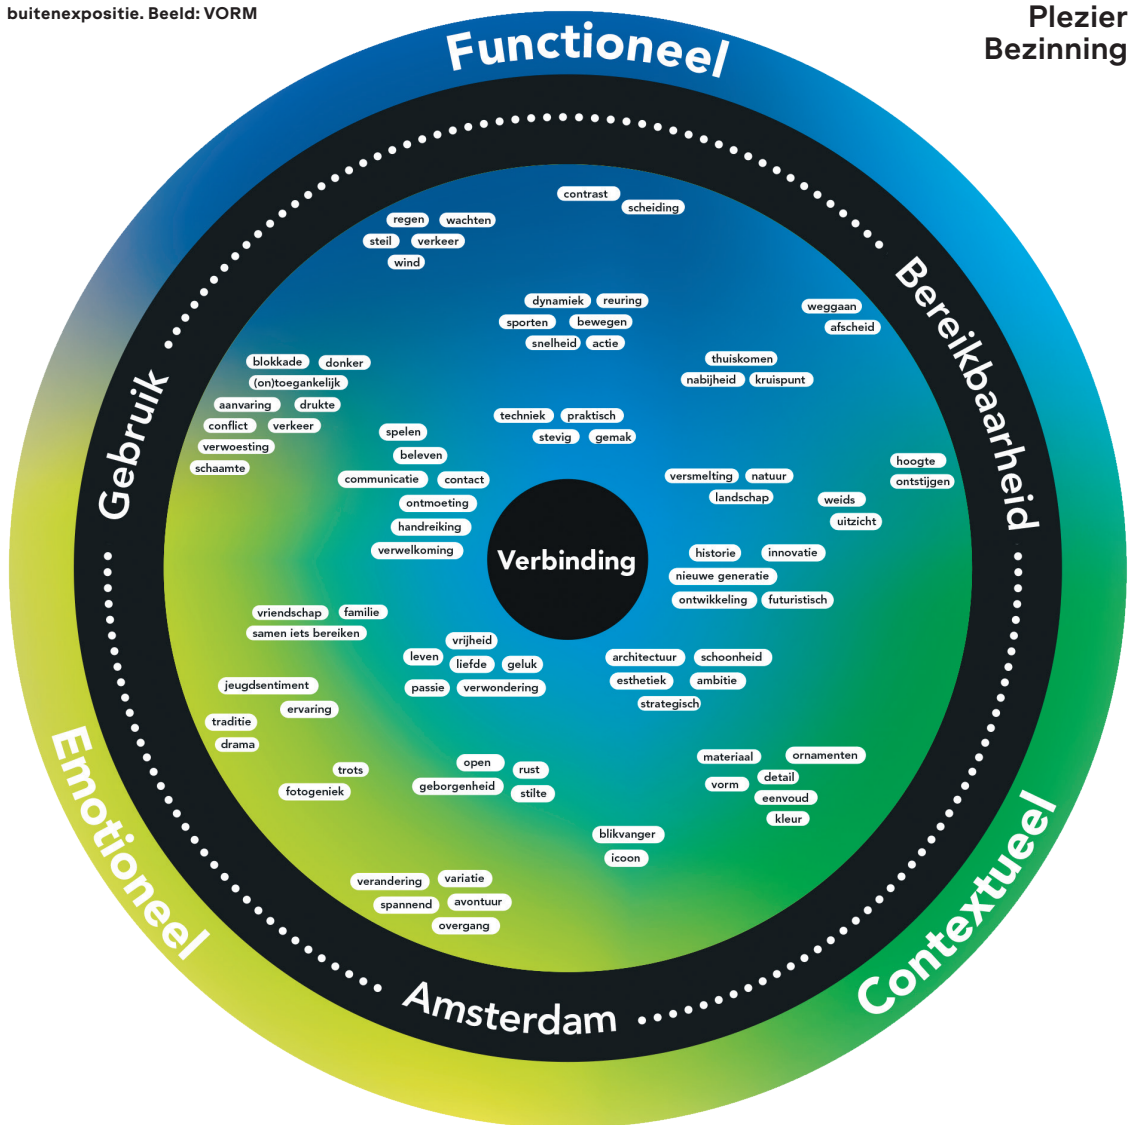 buitenexpositie. Beeld: VORM
Plezier
Bezinning
Functioneel
Bereikbaarheid
Gebruik
contrast
scheiding
regen wachten
steil verkeer
wind
dynamiek reuring
sporten bewegen
snelheid actie
weggaan
afscheid
thuiskomen
nabijheid kruispunt
blokkade donker
(on)toegankelijk
aanvaring drukte
conflict verkeer
verwoesting
schaamte
techniek praktisch
stevig gemak
spelen
beleven
communicatie contact
ontmoeting
handreiking
verwelkoming
versmelting natuur
landschap
hoogte
ontstijgen
weids
uitzicht
Verbinding
historie innovatie
nieuwe generatie
ontwikkeling futuristisch
vriendschap familie
samen iets bereiken
vrijheid
leven liefde geluk
passie verwondering
architectuur schoonheid
esthetiek ambitie
strategisch
jeugdsentiment
ervaring
traditie
drama
trots
fotogeniek
open rust
geborgenheid stilte
materiaal ornamenten
vorm detail
eenvoud
kleur
blikvanger
icoon
verandering variatie
spannend avontuur
overgang
Emotioneel
Contextueel
Amsterdam